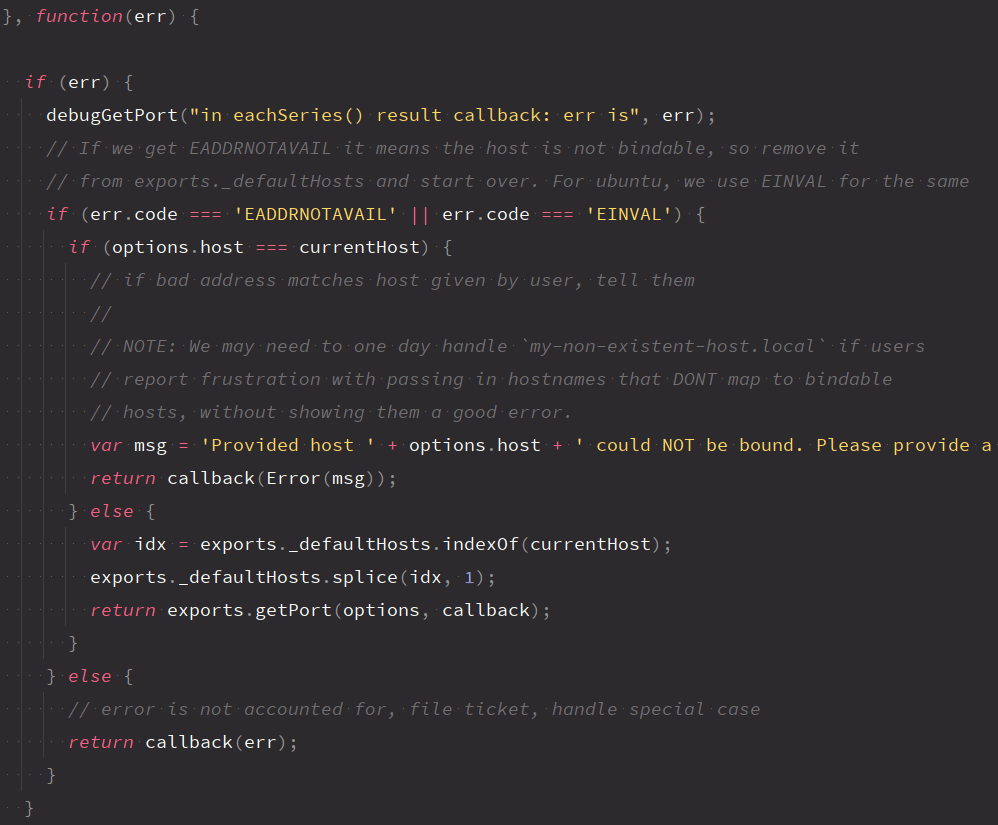 }, function(err) {
  if (err) {
    debugGetPort("in eachSeries() result callback: err is", err);
    // If we get EADDRNOTAVAIL it means the host is not bindable, so remove it
    // from exports._defaultHosts and start over. For ubuntu, we use EINVAL for the same
    if (err.code === 'EADDRNOTAVAIL' || err.code === 'EINVAL') {
      if (options.host === currentHost) {
        // if bad address matches host given by user, tell them
        //
        // NOTE: We may need to one day handle `my-non-existent-host.local` if users
        // report frustration with passing in hostnames that DONT map to bindable
        // hosts, without showing them a good error.
        var msg = 'Provided host ' + options.host + ' could NOT be bound. Please provide a
        return callback(Error(msg));
      } else {
        var idx = exports._defaultHosts.indexOf(currentHost);
        exports._defaultHosts.splice(idx, 1);
        return exports.getPort(options, callback);
      }
    } else {
      // error is not accounted for, file ticket, handle special case
      return callback(err);
    }
  }